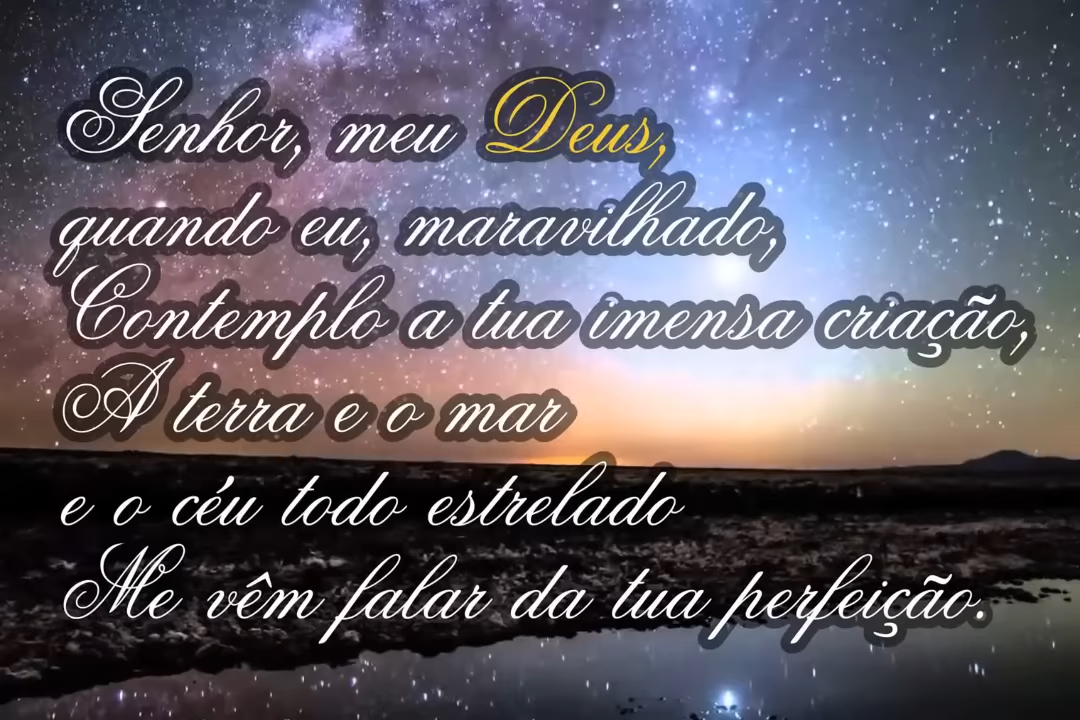 Senhor, meu Deus,
quando eu, maravilhado,
Contemplo a tua imensa criação,
A terra e o mar
e o céu todo estrelado
Me vêm falar da tua perfeição.